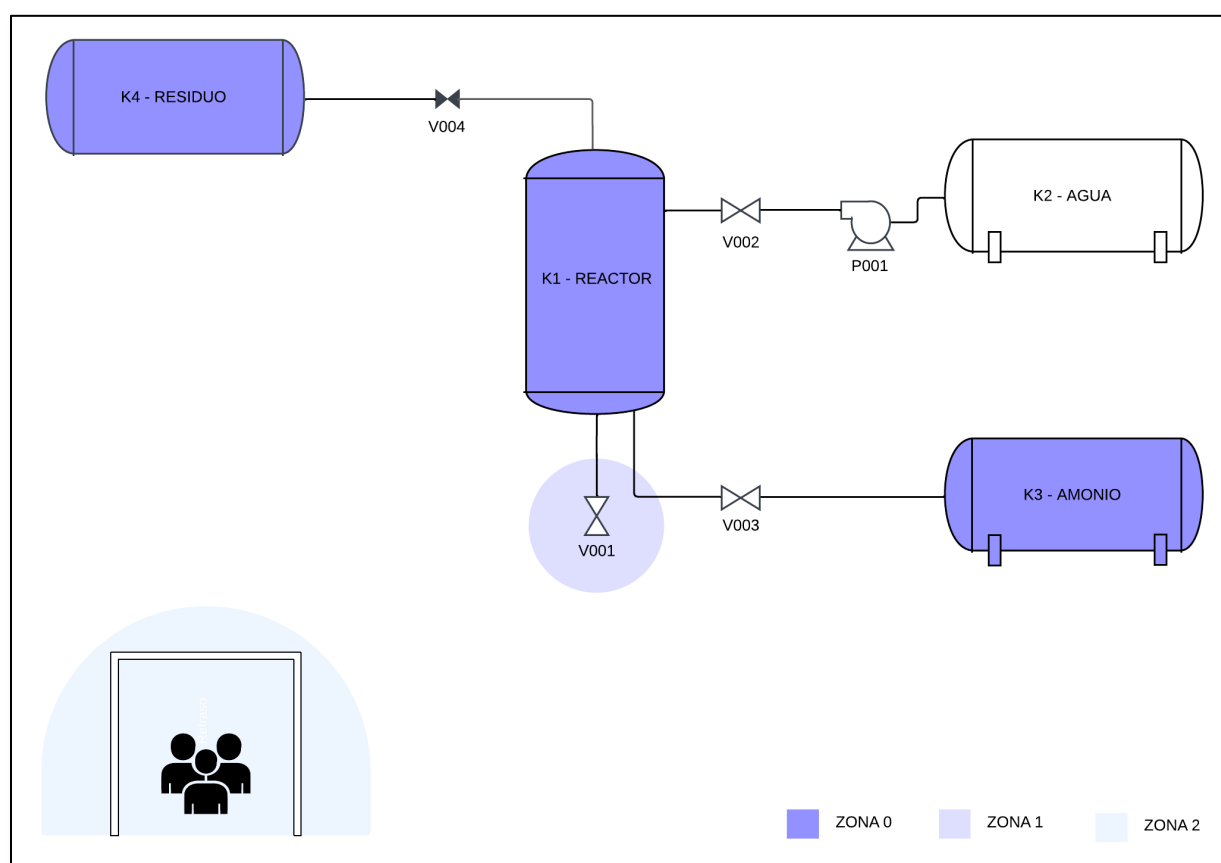 K4 - RESIDUO
V004
K2 - AGUA
V002
P001
K1 - REACTOR
K3 - AMONIO
V003
V001
ZONA 0
ZONA 1
ZONA 2